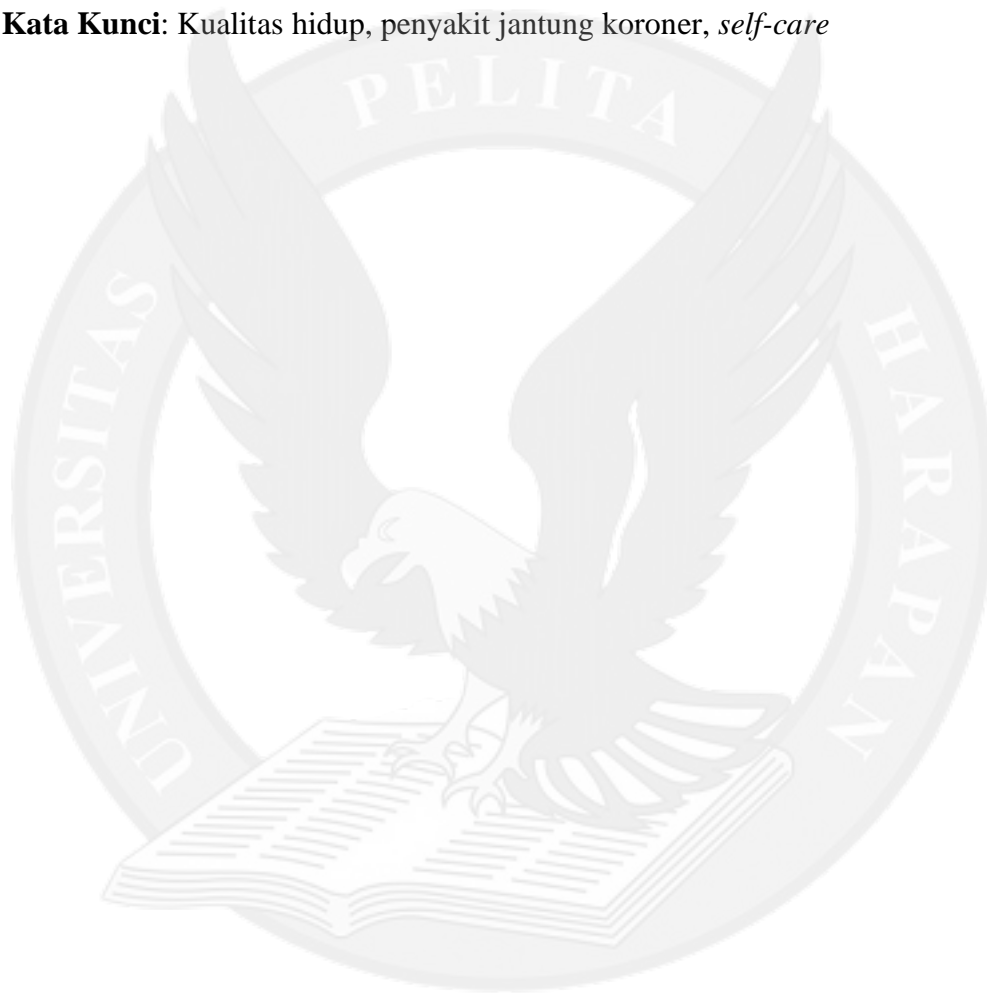 Kata Kunci: Kualitas hidup, penyakit jantung koroner, self-care
UNIVERSITAS PELITA HARAPAN